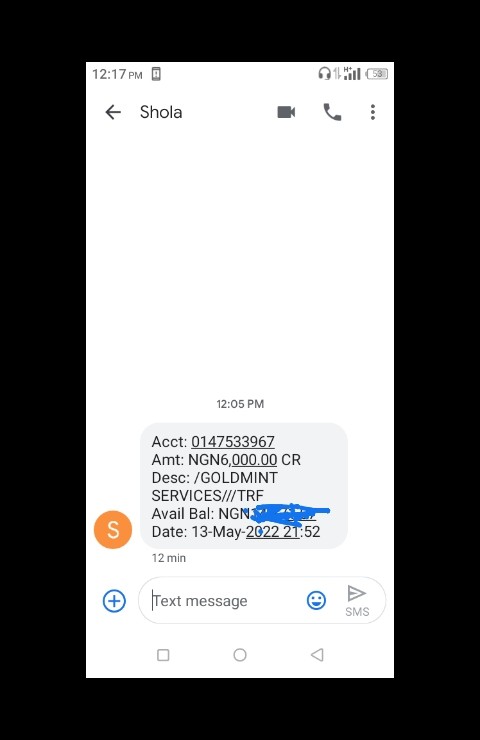 12:17 PM
H+
53
Shola
12:05 PM
Acct: 0147533967
Amt: NGN6,000.00 CR
Desc: /GOLDMINT
SERVICES///TRF
Avail Bal: NGN
Date: 13-May-2022 21:52
S
12 min
Text message
SMS